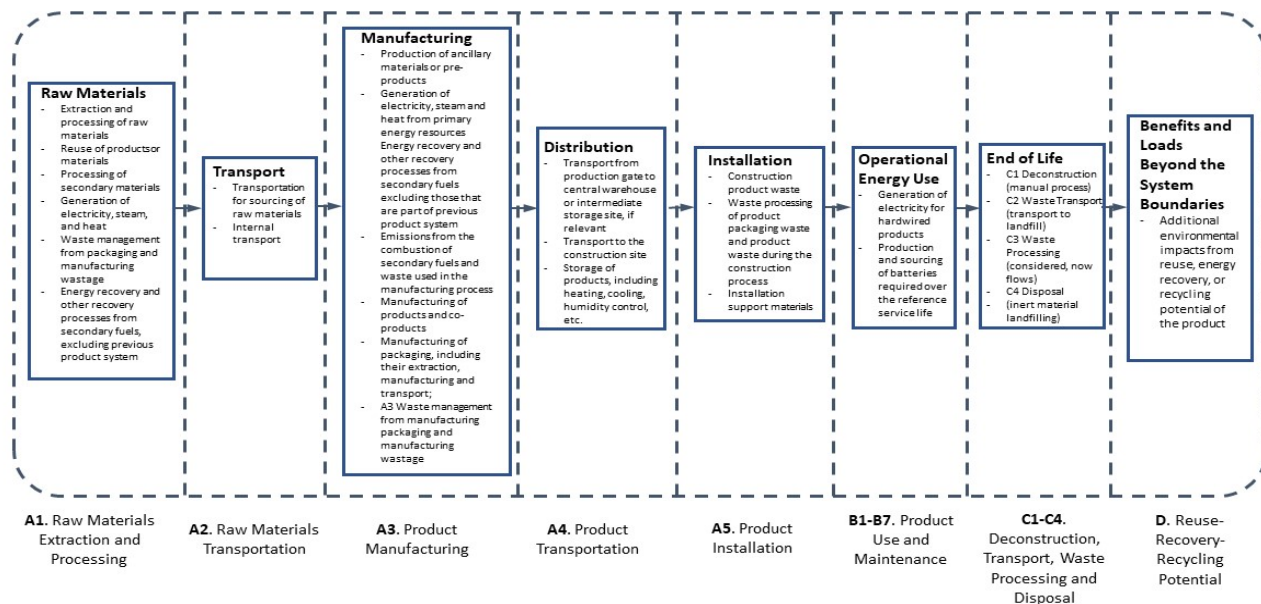 Raw Materials
- Extraction and
processing of raw
materials
- Reuse of productsor
materials
- Processing of
secondary materials
- Generation of
electricity, steam,
and heat
- Waste management
from packaging and
manufacturing
wastage
- Energy recovery and
other recovery
processes from
secondary fuels,
excluding previous
product system
Transport
- Transportation
for sourcing of
raw materials
- Internal
transport
Manufacturing
- Production of ancillary
materials or pre-
products
- Generation of
electricity, steam and
heat from primary
energy resources
Energy recovery and
other recovery
processes from
secondary fuels
excluding those that
are part of previous
product system
- Emissions from the
combustion of
secondary fuels and
waste used in the
manufacturing process
- Manufacturing of
products and co-
products
- Manufacturing of
packaging, including
their extraction,
manufacturing and
transport;
- A3 Waste management
from manufacturing
packaging and
manufacturing
wastage
Distribution
- Transport from
production gate to
central warehouse
or intermediate
storage site, if
relevant
- Transport to the
construction site
- Storage of
products, including
heating, cooling,
humidity control,
etc.
Installation
- Construction
product waste
- Waste processing of
product packaging
waste and product
waste during the
construction
process
- Installation
support materials
Operational
Energy Use
- Generation of
electricity for
hardwired
products
- Production
and sourcing of
batteries
required over
the reference
service life
End of Life
- C1 Deconstruction
(manual process)
- C2 Waste Transport
(transport to
landfill)
- C3 Waste
Processing
(considered, now
flows)
- C4 Disposal
- (inert material
landfilling)
Benefits and
Loads
Beyond the
System
Boundaries
- Additional
environmental
impacts from
reuse, energy
recovery, or
recycling
potential of
the product
A1. Raw Materials
Extraction and
Processing
A2. Raw Materials
Transportation
A3. Product
Manufacturing
A4. Product
Transportation
A5. Product
Installation
B1-B7. Product
Use and
Maintenance
C1-C4.
Deconstruction,
Transport, Waste
Processing and
Disposal
D. Reuse-
Recovery-
Recycling
Potential